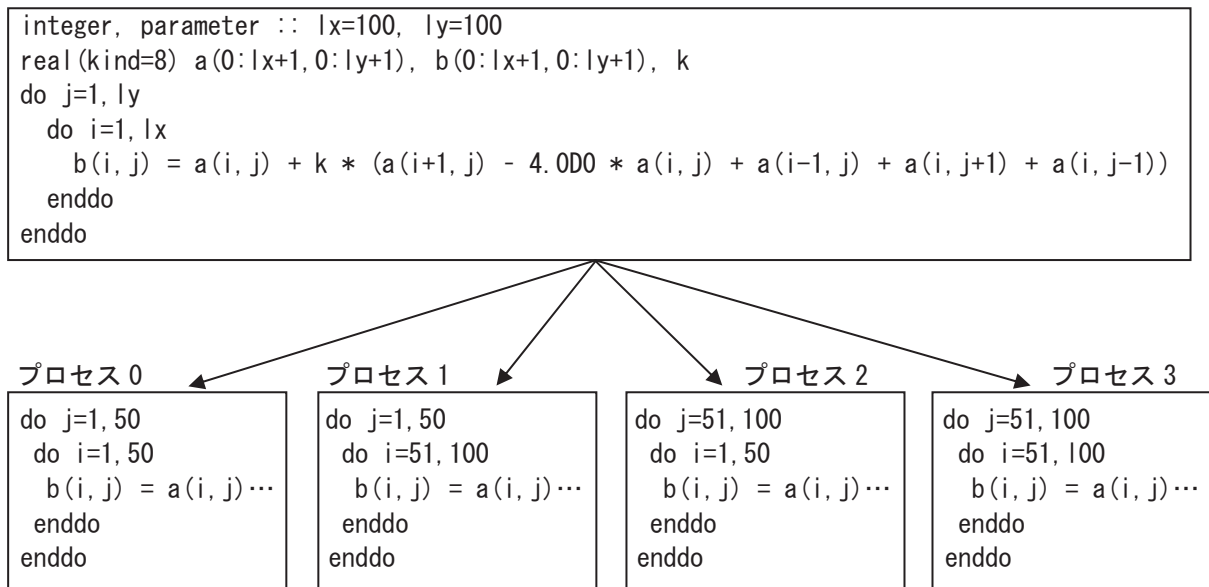 integer, parameter :: lx=100, ly=100
real(kind=8) a(0:lx+1,0:ly+1), b(0:lx+1,0:ly+1), k
do j=1,ly
  do i=1,lx
    b(i,j) = a(i,j) + k * (a(i+1,j) - 4.0D0 * a(i,j) + a(i-1,j) + a(i,j+1) + a(i,j-1))
  enddo
enddo
プロセス0
do j=1,50
 do i=1,50
  b(i,j) = a(i,j)…
 enddo
enddo
プロセス1
do j=1,50
 do i=51,100
  b(i,j) = a(i,j)…
 enddo
enddo
プロセス2
do j=51,100
 do i=1,50
  b(i,j) = a(i,j)…
 enddo
enddo
プロセス3
do j=51,100
 do i=51,l00
  b(i,j) = a(i,j)…
 enddo
enddo